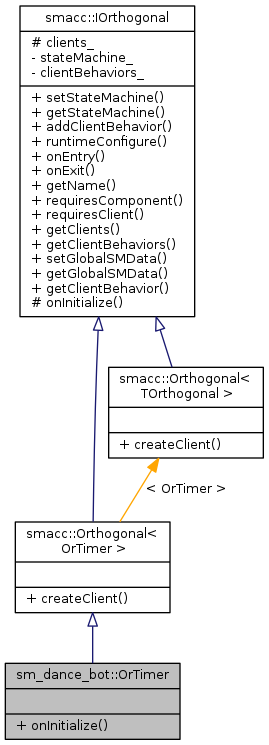 smacc::IOrthogonal
# clients_
- stateMachine_
- clientBehaviors_
+ setStateMachine()
+ getStateMachine()
+ addClientBehavior()
+ runtimeConfigure()
+ onEntry()
+ onExit()
+ getName()
+ requiresComponent()
+ requiresClient()
+ getClients()
+ getClientBehaviors()
+ setGlobalSMData()
+ getGlobalSMData()
+ getClientBehavior()
# onInitialize()
smacc::Orthogonal<
TOrthogonal >
+ createClient()
< OrTimer >
smacc::Orthogonal<
OrTimer >
+ createClient()
sm_dance_bot::OrTimer
+ onInitialize()